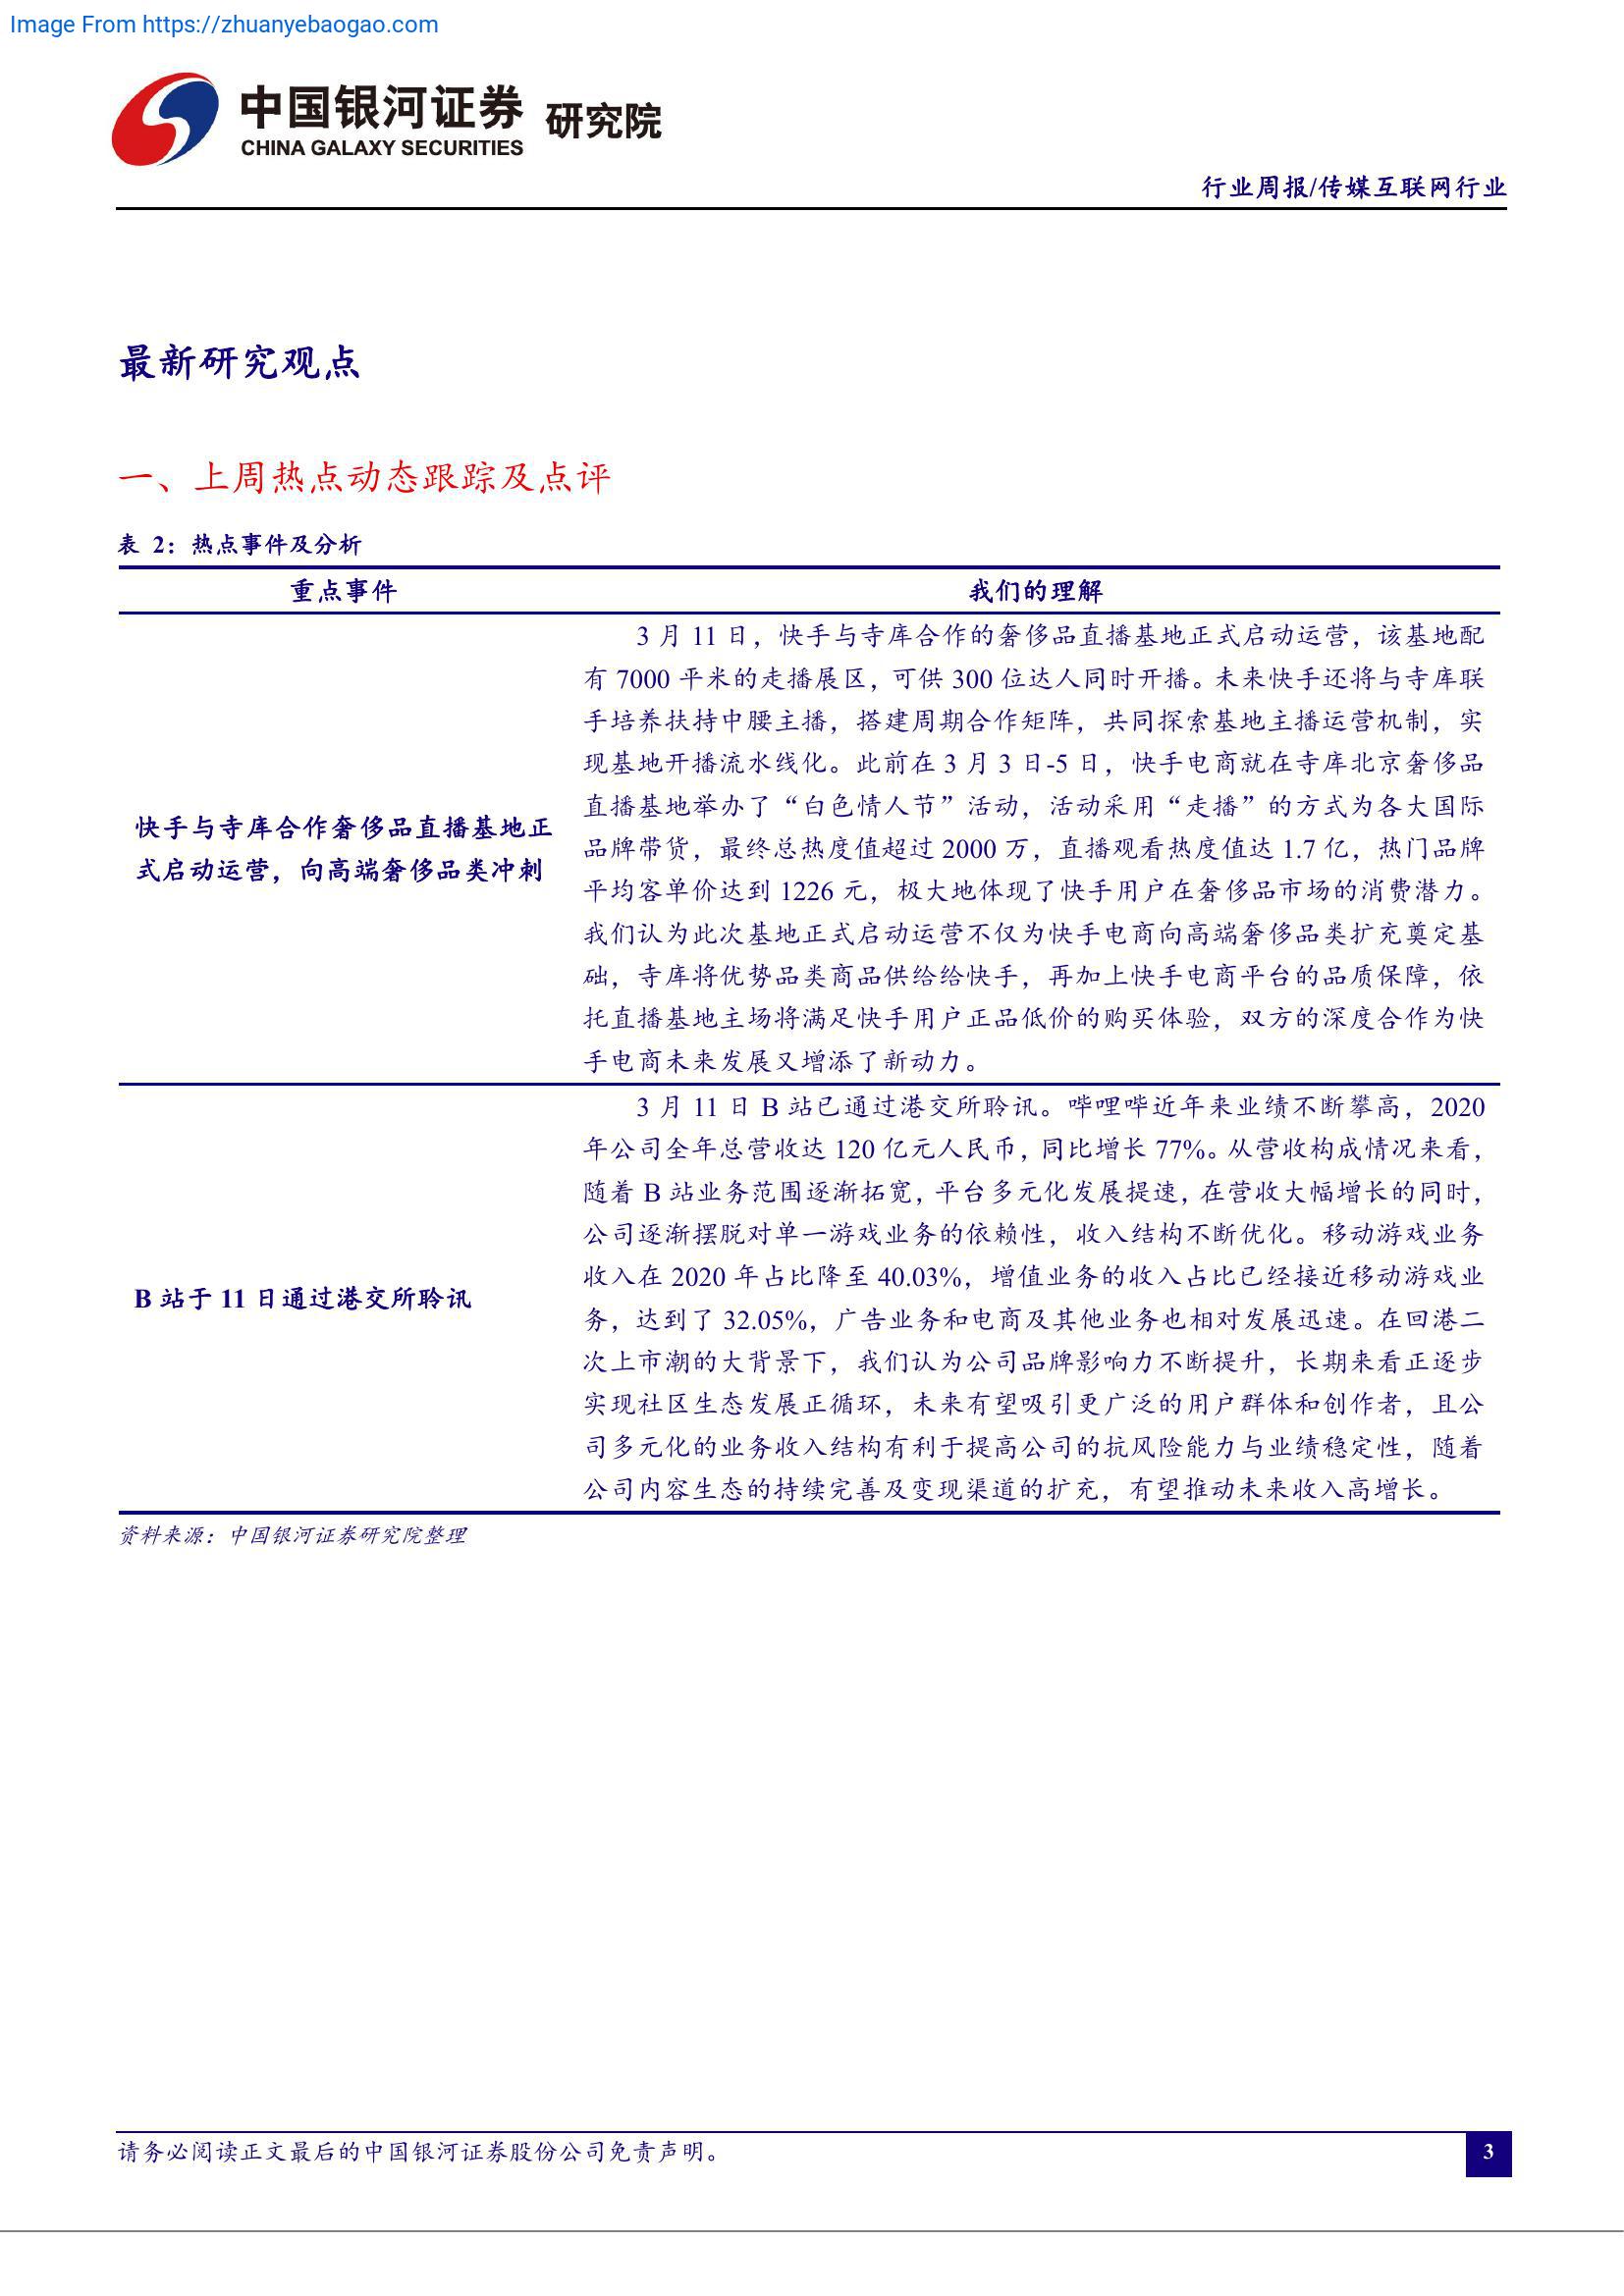 Image From https://zhuanyebaogao.com
中国银河证券 研究院
CHINA GALAXY SECURITIES
行业周报/传媒互联网行业
最新研究观点
一、上周热点动态跟踪及点评
表 2：热点事件及分析
重点事件 我们的理解
快手与寺库合作奢侈品直播基地正
式启动运营，向高端奢侈品类冲刺
3 月 11 日，快手与寺库合作的奢侈品直播基地正式启动运营，该基地配
有 7000 平米的走播展区，可供 300 位达人同时开播。未来快手还将与寺库联
手培养扶持中腰主播，搭建周期合作矩阵，共同探索基地主播运营机制，实
现基地开播流水线化。此前在 3 月 3 日-5 日，快手电商就在寺库北京奢侈品
直播基地举办了“白色情人节”活动，活动采用“走播”的方式为各大国际
品牌带货，最终总热度值超过 2000 万，直播观看热度值达 1.7 亿，热门品牌
平均客单价达到 1226 元，极大地体现了快手用户在奢侈品市场的消费潜力。
我们认为此次基地正式启动运营不仅为快手电商向高端奢侈品类扩充奠定基
础，寺库将优势品类商品供给给快手，再加上快手电商平台的品质保障，依
托直播基地主场将满足快手用户正品低价的购买体验，双方的深度合作为快
手电商未来发展又增添了新动力。
B 站于 11 日通过港交所聆讯
3 月 11 日 B 站已通过港交所聆讯。哔哩哔近年来业绩不断攀高，2020
年公司全年总营收达 120 亿元人民币，同比增长 77%。从营收构成情况来看，
随着 B 站业务范围逐渐拓宽，平台多元化发展提速，在营收大幅增长的同时，
公司逐渐摆脱对单一游戏业务的依赖性，收入结构不断优化。移动游戏业务
收入在 2020 年占比降至 40.03%，增值业务的收入占比已经接近移动游戏业
务，达到了 32.05%，广告业务和电商及其他业务也相对发展迅速。在回港二
次上市潮的大背景下，我们认为公司品牌影响力不断提升，长期来看正逐步
实现社区生态发展正循环，未来有望吸引更广泛的用户群体和创作者，且公
司多元化的业务收入结构有利于提高公司的抗风险能力与业绩稳定性，随着
公司内容生态的持续完善及变现渠道的扩充，有望推动未来收入高增长。
资料来源：中国银河证券研究院整理
请务必阅读正文最后的中国银河证券股份公司免责声明。
3